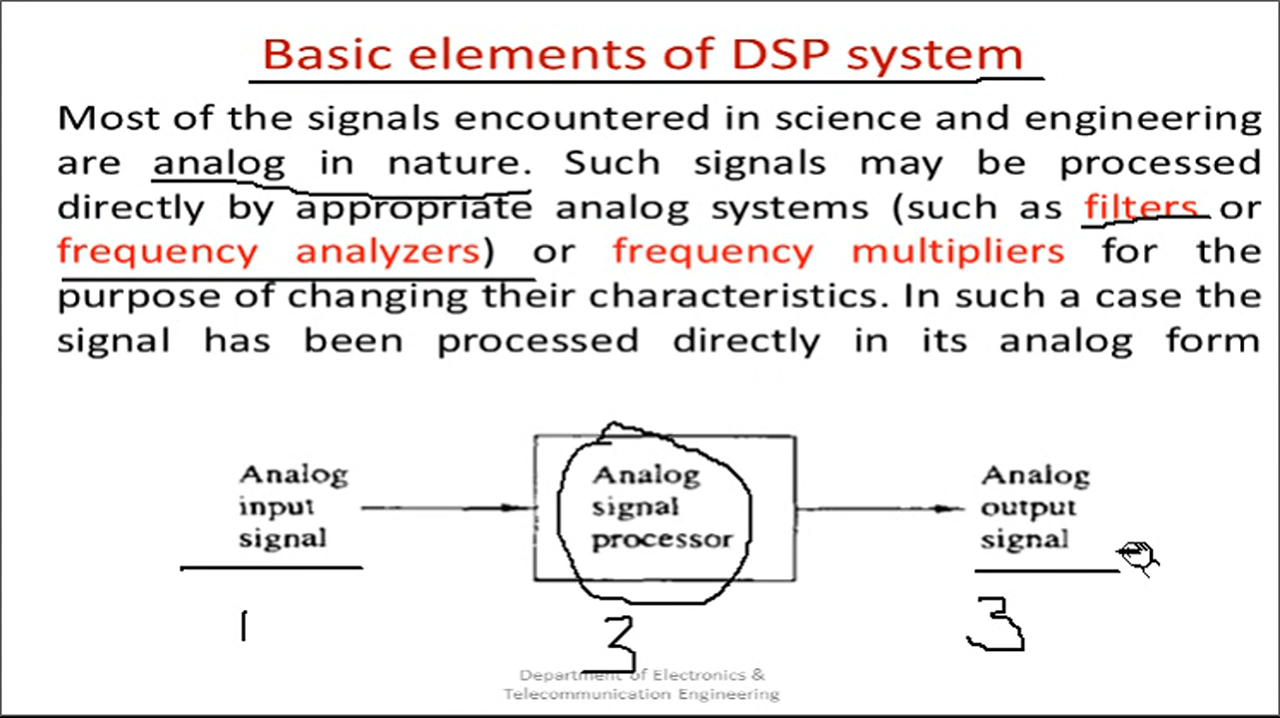 Basic elements of DSP system
Most of the signals encountered in science and engineering
are analog in nature. Such signals may be processed
directly by appropriate analog systems (such as filters or
frequency analyzers) or frequency multipliers for the
purpose of changing their characteristics. In such a case the
signal has been processed directly in its analog form
Analog
input
signal
Analog
signal
processor
Analog
output
signal
1
3
3
Department of Electronics &
Telecommunication Engineering